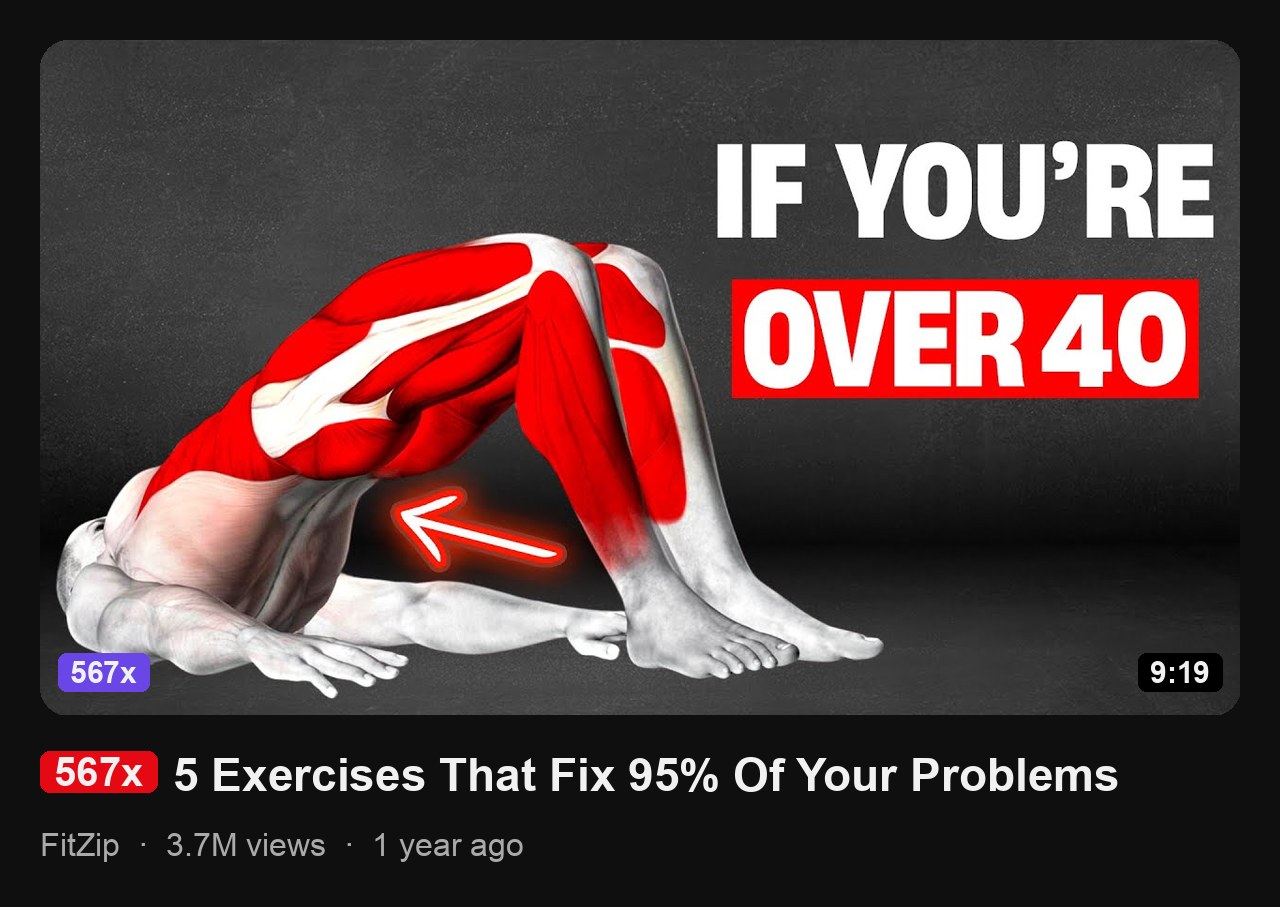 IF YOU’RE
OVER 40
567x
9:19
567x 5 Exercises That Fix 95% Of Your Problems
FitZip · 3.7M views · 1 year ago